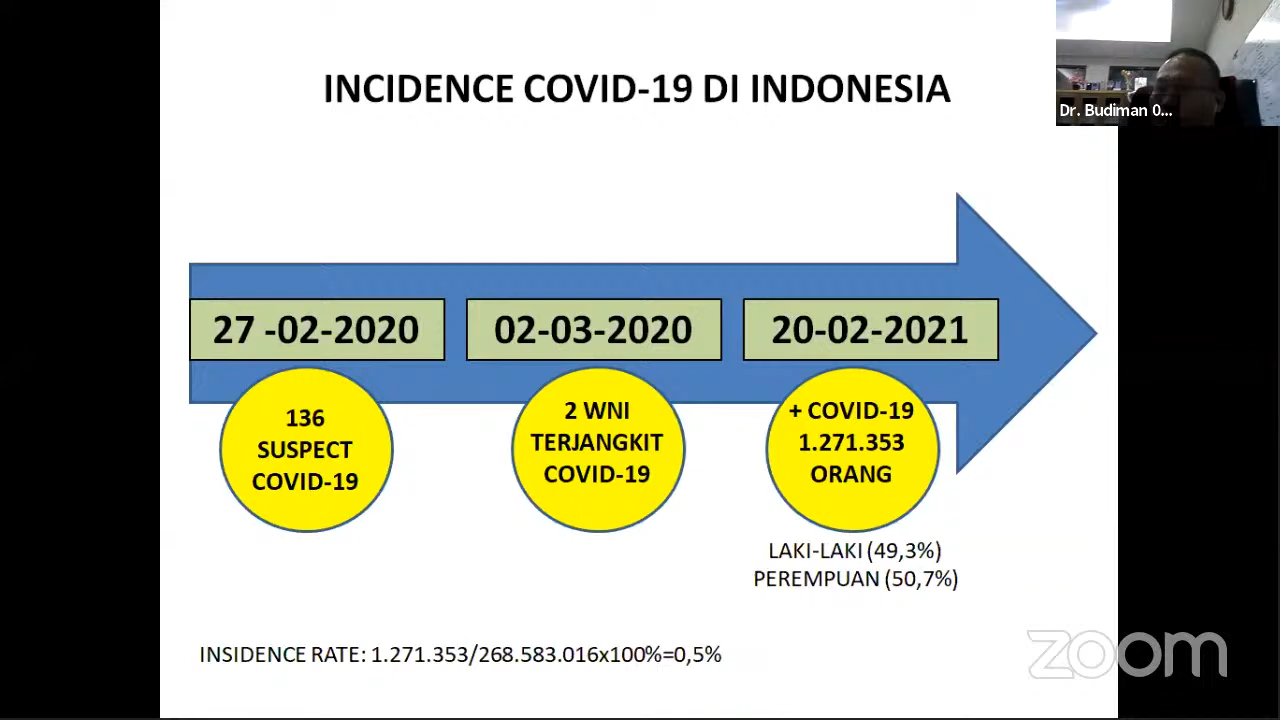 INCIDENCE COVID-19 DI INDONESIA
Dr. Budiman 0...
27 -02-2020
02-03-2020
20-02-2021
136
SUSPECT
COVID-19
2 WNI
TERJANGKIT
COVID-19
+ COVID-19
1.271.353
ORANG
LAKI-LAKI (49,3%)
PEREMPUAN (50,7%)
INSIDENCE RATE: 1.271.353/268.583.016x100%=0,5%
zoom